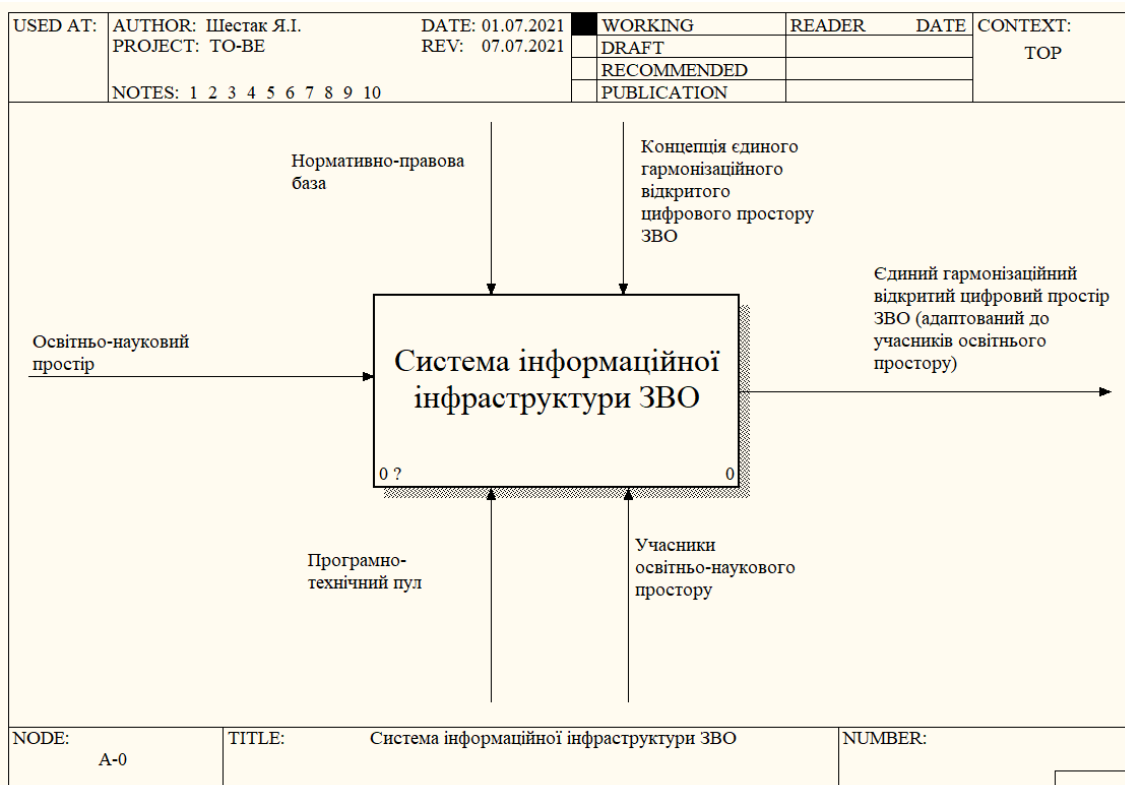 USED AT:
AUTHOR: Шестак Я.І.
DATE: 01.07.2021
PROJECT: TO-BE
REV: 07.07.2021
NOTES: 1 2 3 4 5 6 7 8 9 10
WORKING
DRAFT
RECOMMENDED
PUBLICATION
READER
DATE
CONTEXT:
TOP
Нормативно-правова
база
Концепція єдиного
гармонізаційного
відкритого
цифрового простору
ЗВО
Єдиний гармонізаційний
відкритий цифровий простір
ЗВО (адаптований до
учасників освітнього
простору)
Освітньо-науковий
простір
Система інформаційної
інфраструктури ЗВО
0 ?
0
Програмно-
технічний пул
Учасники
освітньо-наукового
простору
NODE:
A-0
TITLE:
Система інформаційної інфраструктури ЗВО
NUMBER: